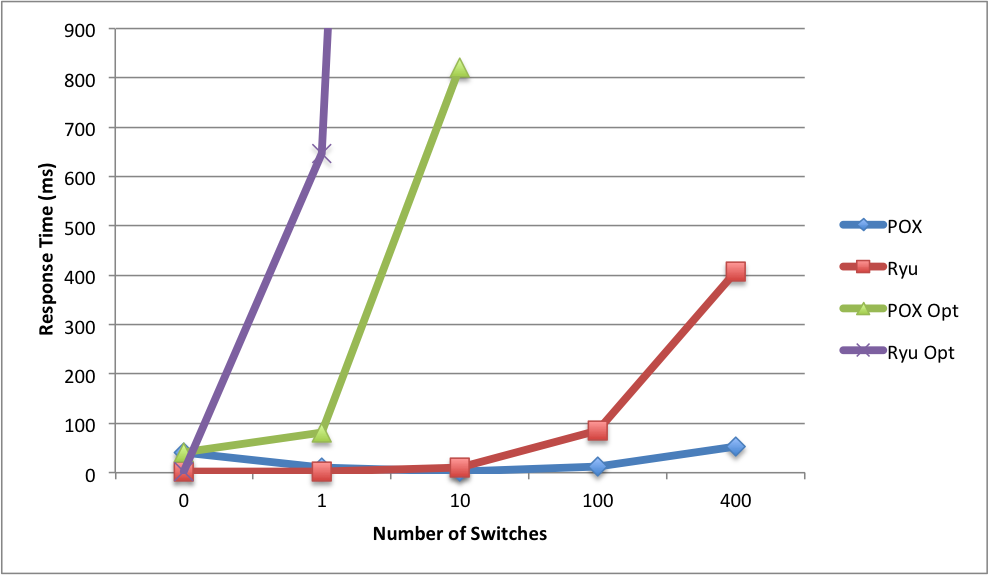 900
800
700
600
500
400
300
200
100
0
Response Time (ms)
0 1 10 100 400
Number of Switches
POX
Ryu
POX Opt
Ryu Opt